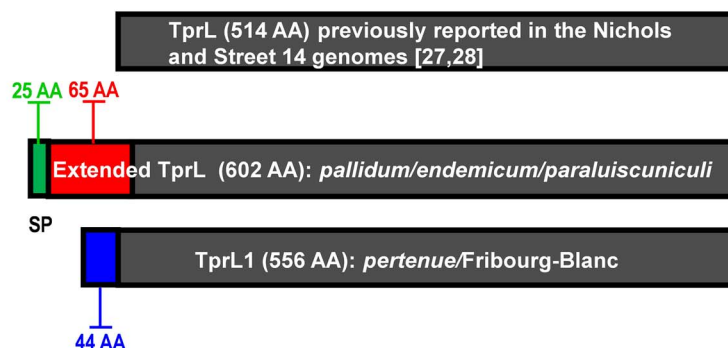 TprL (514 AA) previously reported in the Nichols
and Street 14 genomes [27,28]
25 AA 65 AA
Extended TprL (602 AA): pallidum/endemicum/paraluiscuniculi
SP
TprL1 (556 AA): pertenue/Fribourg-Blanc
44 AA